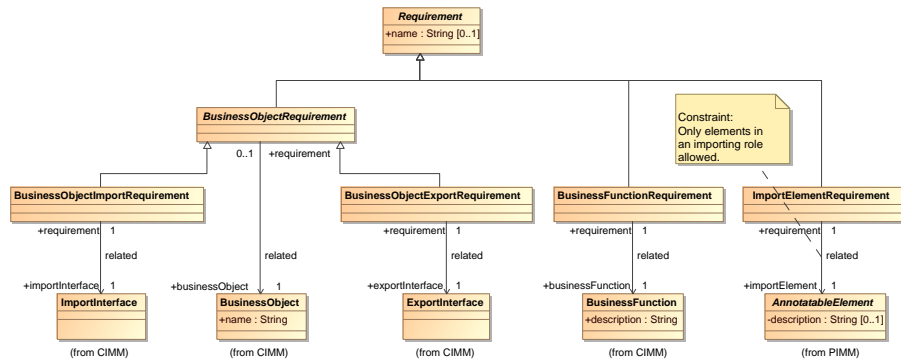 Requirement
+name : String [0..1]
BusinessObjectRequirement
Constraint:
Only elements in
an importing role
allowed.
0..1
+requirement
BusinessObjectImportRequirement
BusinessObjectExportRequirement
BusinessFunctionRequirement
ImportElementRequirement
+requirement 1
+requirement 1
+requirement 1
+requirement 1
related
related
related
related
related
+importInterface 1
+businessObject 1
+exportInterface 1
+businessFunction 1
+importElement 1
ImportInterface
BusinessObject
+name : String
ExportInterface
BusinessFunction
+description : String
AnnotatableElement
-description : String [0..1]
(from CIMM)
(from CIMM)
(from CIMM)
(from CIMM)
(from PIMM)